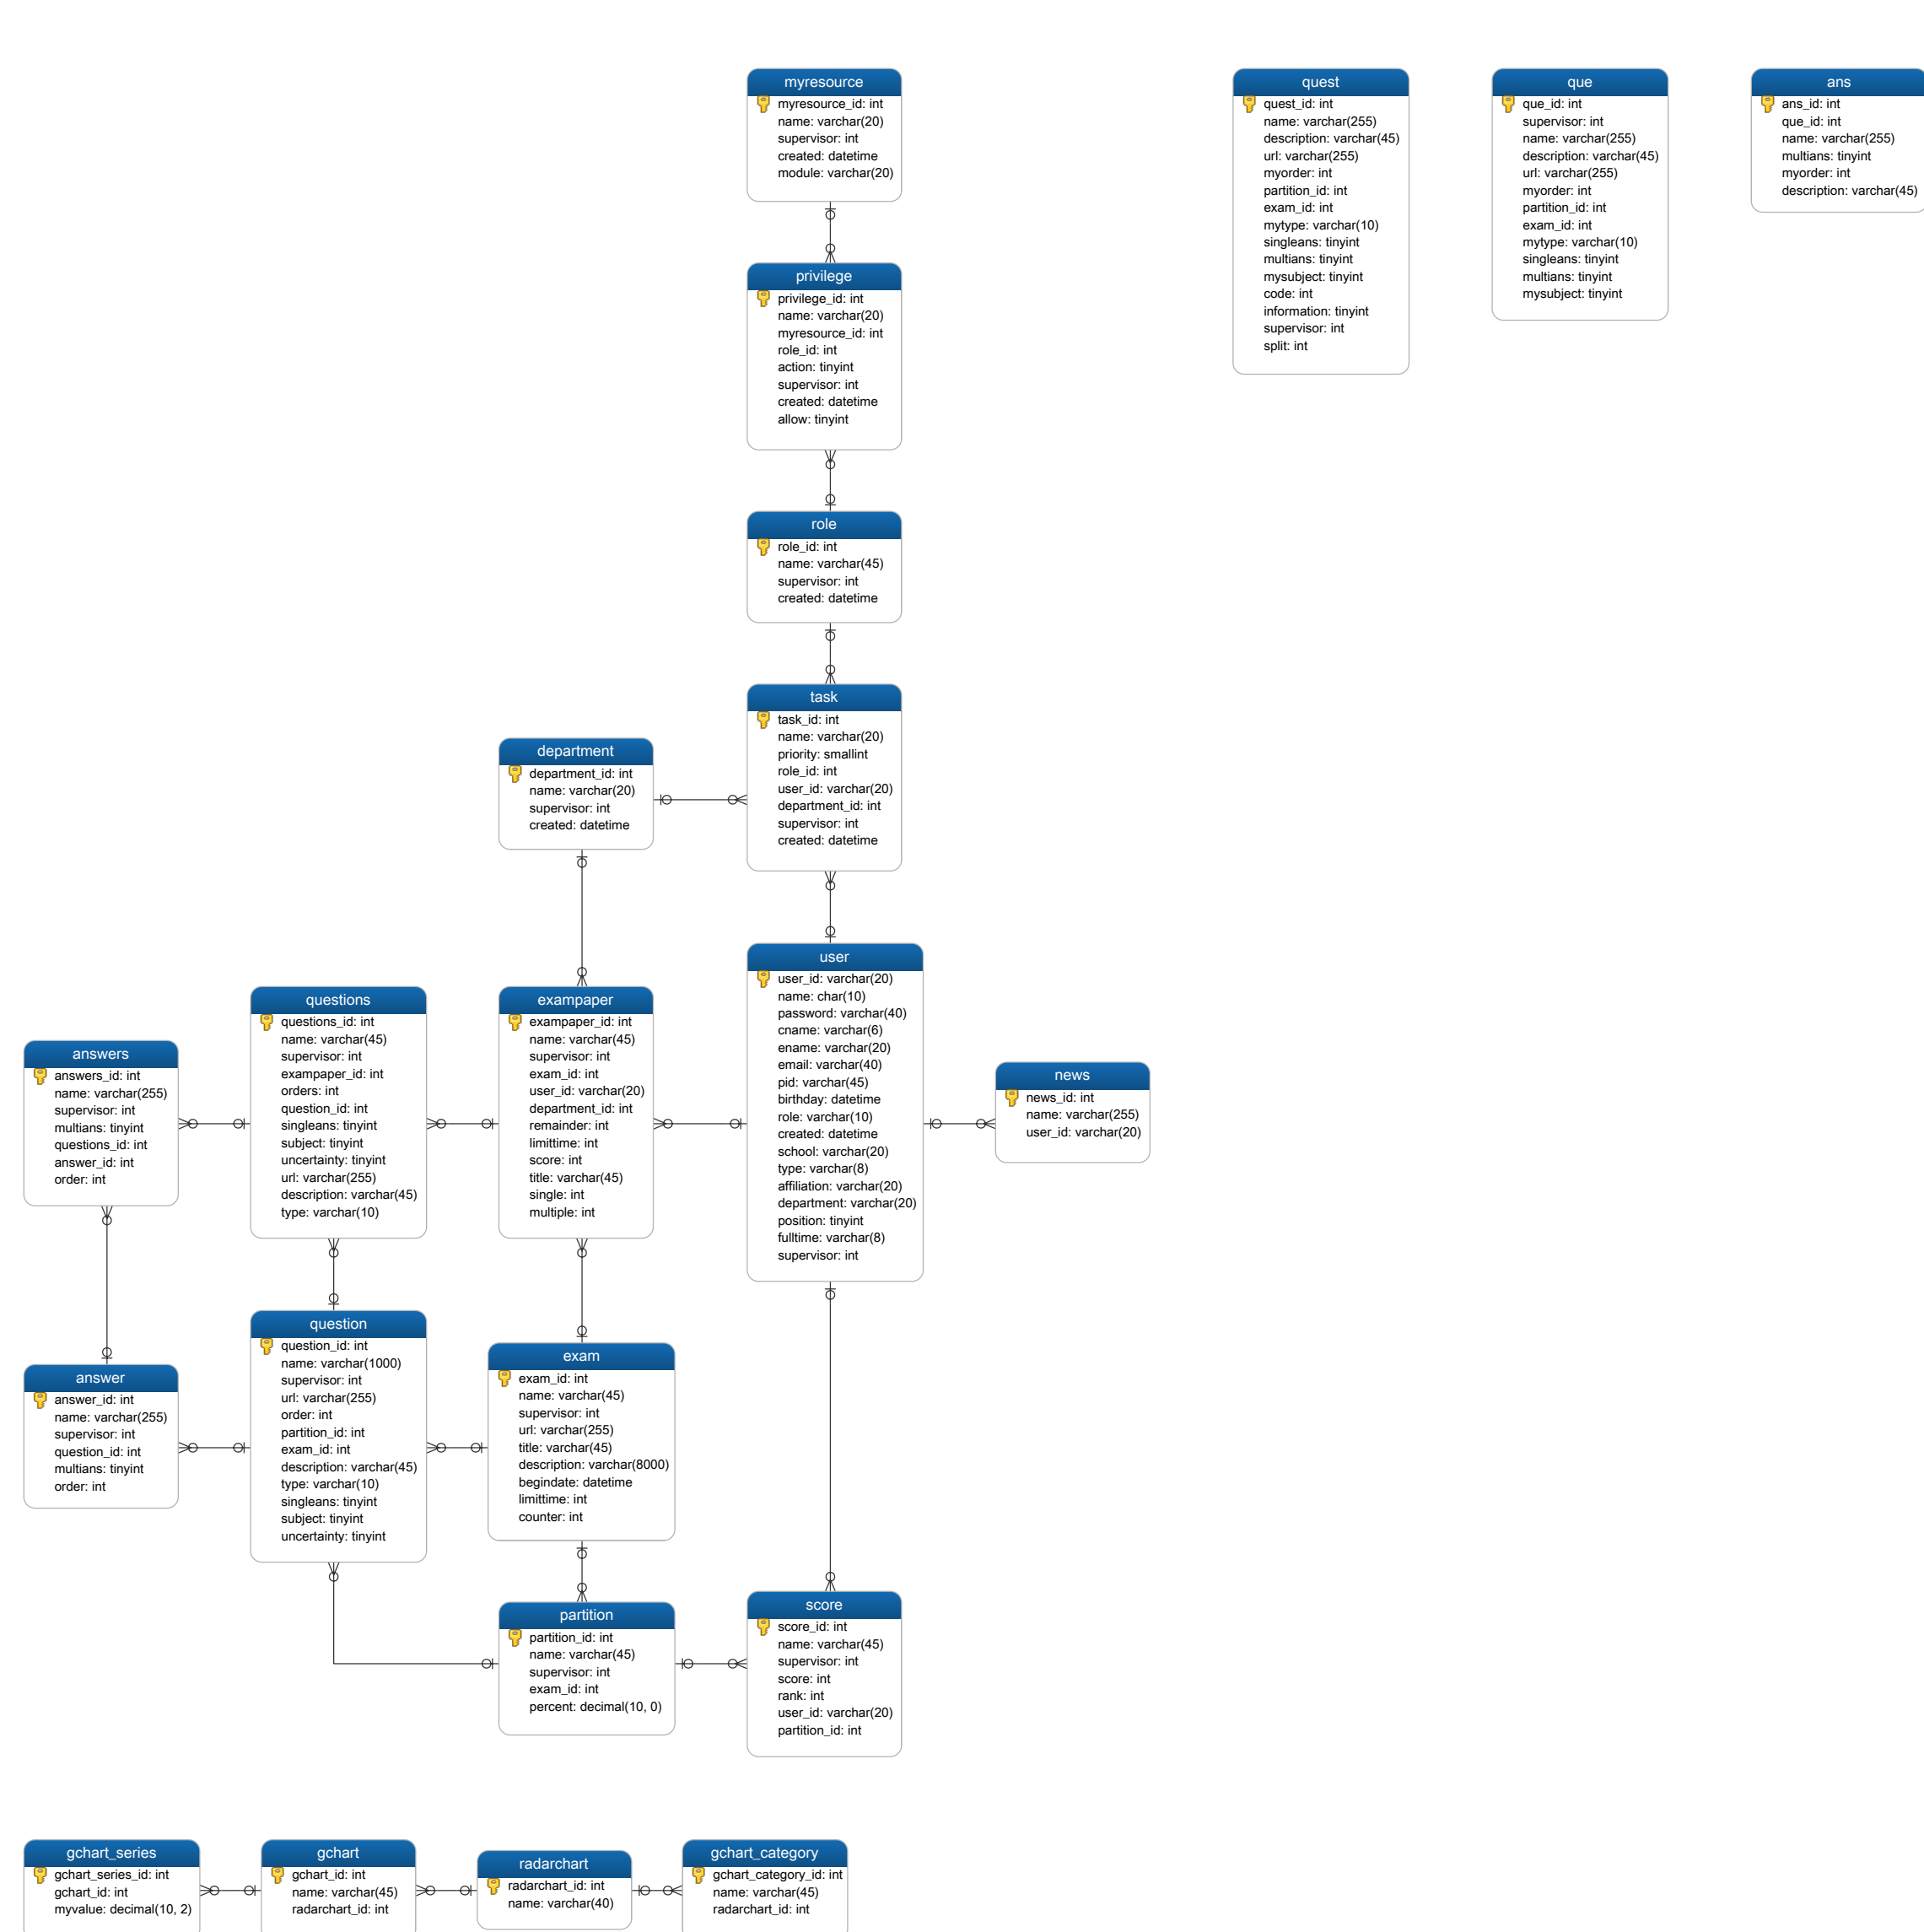 myresource
myresource_id: int
name: varchar(20)
supervisor: int
created: datetime
module: varchar(20)
quest
quest_id: int
name: varchar(255)
description: varchar(45)
url: varchar(255)
myorder: int
partition_id: int
exam_id: int
mytype: varchar(10)
singleans: tinyint
multians: tinyint
mysubject: tinyint
code: int
information: tinyint
supervisor: int
split: int
que
que_id: int
supervisor: int
name: varchar(255)
description: varchar(45)
url: varchar(255)
myorder: int
partition_id: int
exam_id: int
mytype: varchar(10)
singleans: tinyint
multians: tinyint
mysubject: tinyint
ans
ans_id: int
que_id: int
name: varchar(255)
multians: tinyint
myorder: int
description: varchar(45)
privilege
privilege_id: int
name: varchar(20)
myresource_id: int
role_id: int
action: tinyint
supervisor: int
created: datetime
allow: tinyint
role
role_id: int
name: varchar(45)
supervisor: int
created: datetime
task
task_id: int
name: varchar(20)
priority: smallint
role_id: int
user_id: varchar(20)
department_id: int
supervisor: int
created: datetime
department
department_id: int
name: varchar(20)
supervisor: int
created: datetime
user
user_id: varchar(20)
name: char(10)
password: varchar(40)
cname: varchar(6)
ename: varchar(20)
email: varchar(40)
pid: varchar(45)
birthday: datetime
role: varchar(10)
created: datetime
school: varchar(20)
type: varchar(8)
affiliation: varchar(20)
department: varchar(20)
position: tinyint
fulltime: varchar(8)
supervisor: int
questions
questions_id: int
name: varchar(45)
supervisor: int
exampaper_id: int
orders: int
question_id: int
singleans: tinyint
subject: tinyint
uncertainty: tinyint
url: varchar(255)
description: varchar(45)
type: varchar(10)
exampaper
exampaper_id: int
name: varchar(45)
supervisor: int
exam_id: int
user_id: varchar(20)
department_id: int
remainder: int
limittime: int
score: int
title: varchar(45)
single: int
multiple: int
answers
answers_id: int
name: varchar(255)
supervisor: int
multians: tinyint
questions_id: int
answer_id: int
order: int
news
news_id: int
name: varchar(255)
user_id: varchar(20)
question
question_id: int
name: varchar(1000)
supervisor: int
url: varchar(255)
order: int
partition_id: int
exam_id: int
description: varchar(45)
type: varchar(10)
singleans: tinyint
subject: tinyint
uncertainty: tinyint
exam
exam_id: int
name: varchar(45)
supervisor: int
url: varchar(255)
title: varchar(45)
description: varchar(8000)
begindate: datetime
limittime: int
counter: int
answer
answer_id: int
name: varchar(255)
supervisor: int
question_id: int
multians: tinyint
order: int
partition
partition_id: int
name: varchar(45)
supervisor: int
exam_id: int
percent: decimal(10, 0)
score
score_id: int
name: varchar(45)
supervisor: int
score: int
rank: int
user_id: varchar(20)
partition_id: int
gchart_series
gchart_series_id: int
gchart_id: int
myvalue: decimal(10, 2)
gchart
gchart_id: int
name: varchar(45)
radarchart_id: int
radarchart
radarchart_id: int
name: varchar(40)
gchart_category
gchart_category_id: int
name: varchar(45)
radarchart_id: int